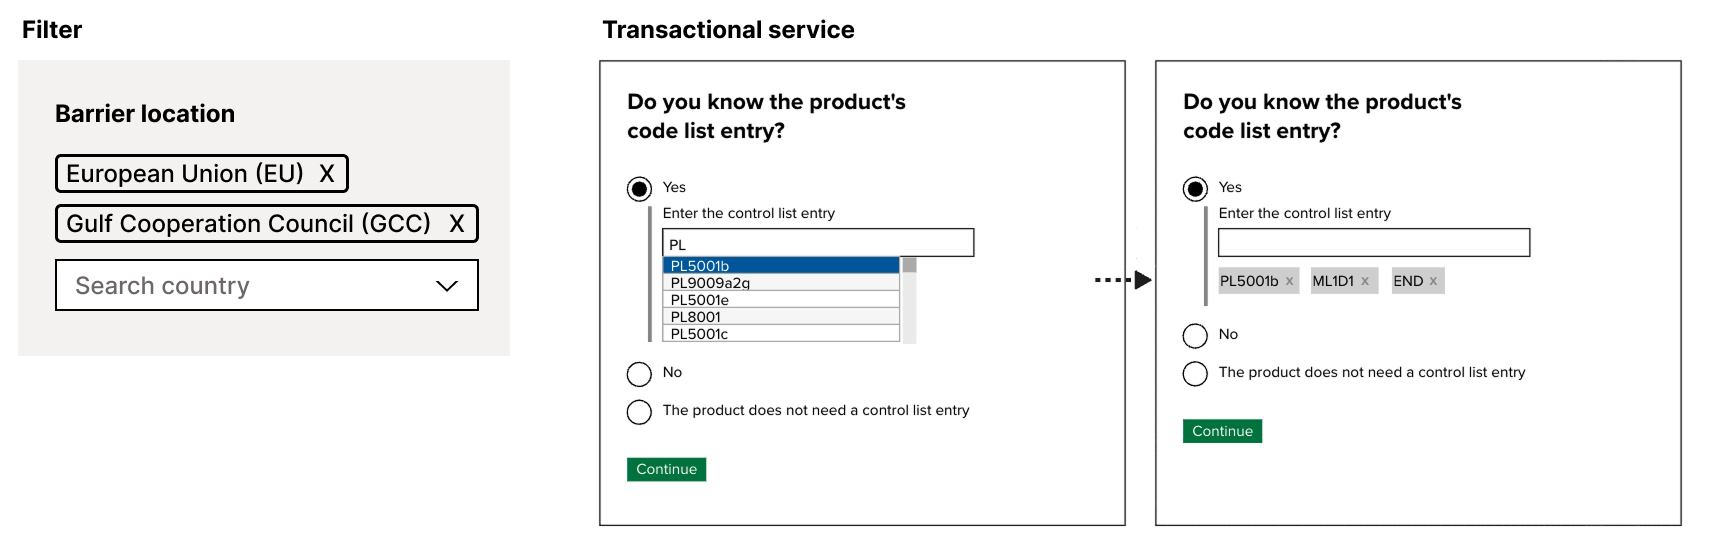 Filter
Barrier location
European Union (EU) X
Gulf Cooperation Council (GCC) X
Search country
Transactional service
Do you know the product's
code list entry?
Yes
Enter the control list entry
PL
PL5001b
PL9009a2g
PL5001e
PL8001
PL5001c
No
The product does not need a control list entry
Continue
Do you know the product's
code list entry?
Yes
Enter the control list entry
PL5001b x ML1D1 x END x
No
The product does not need a control list entry
Continue